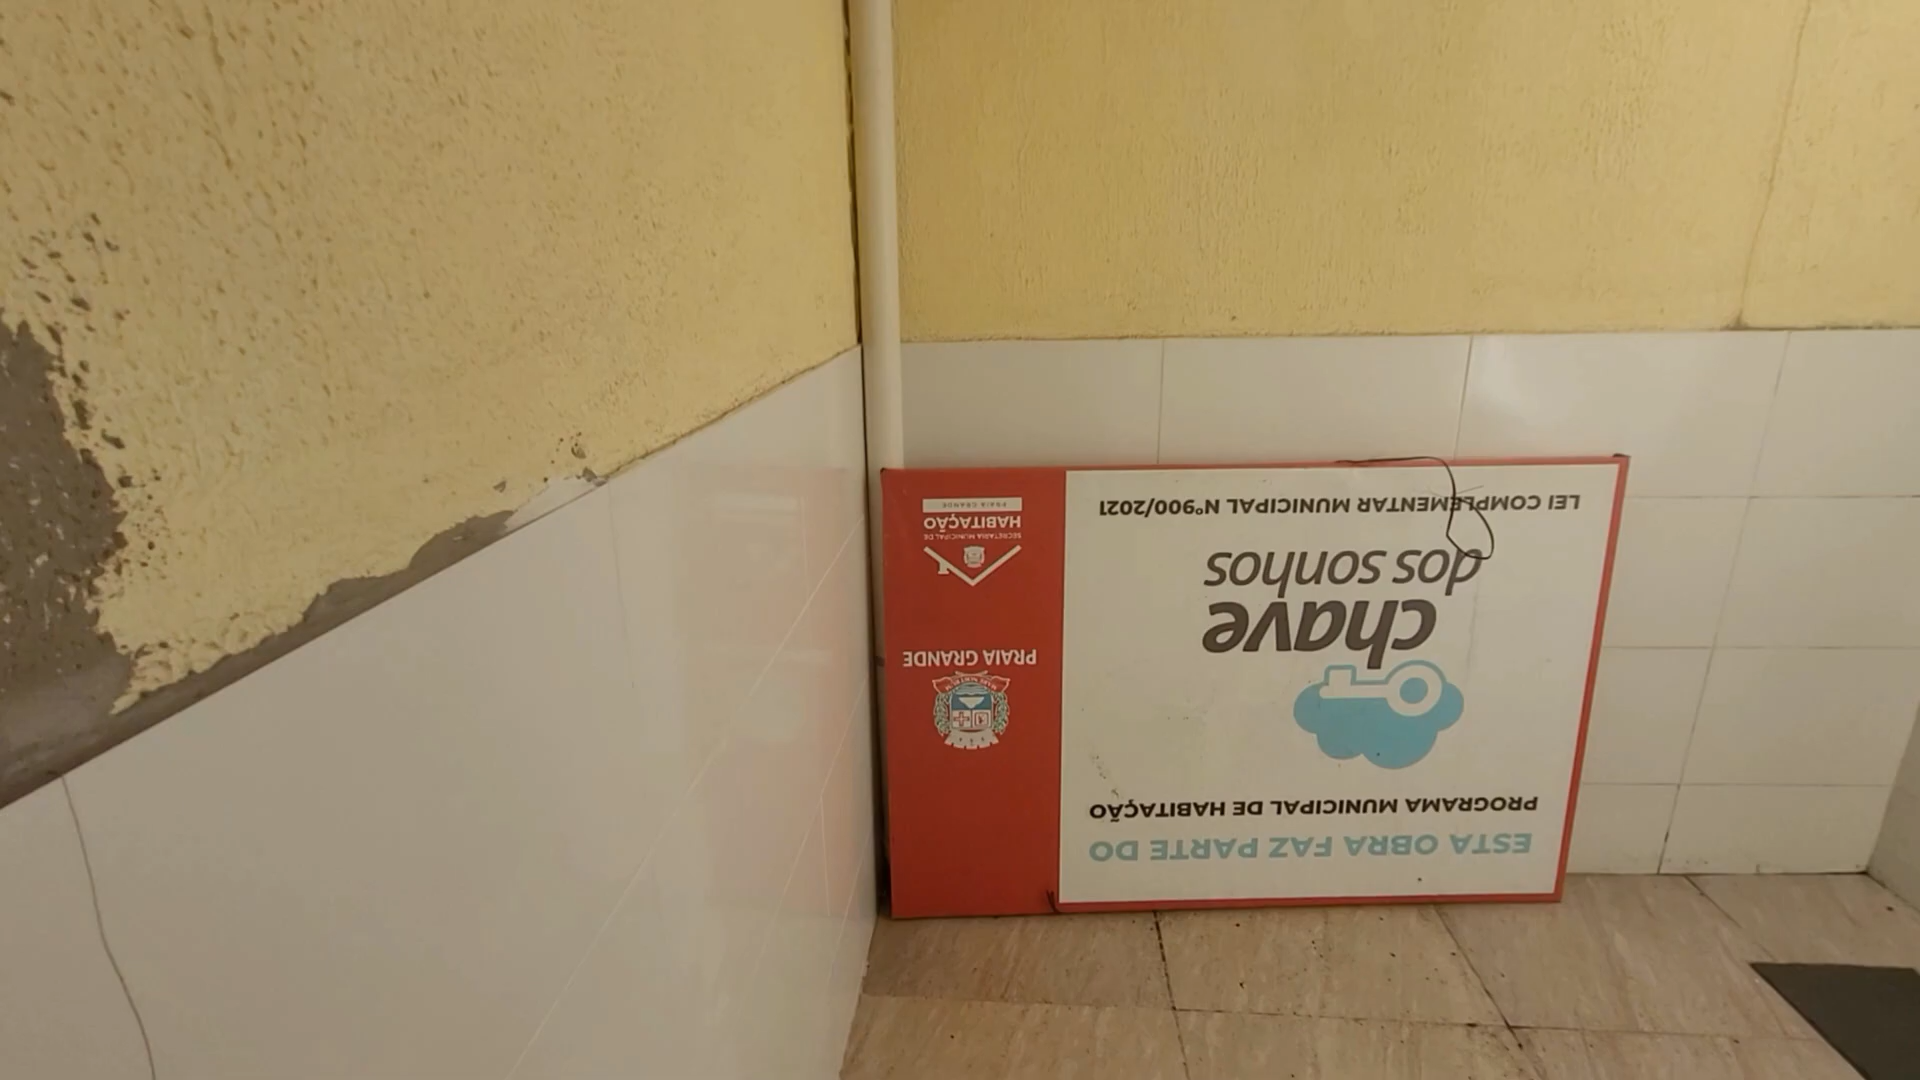 ESTA OBRA FAZ PARTE DO
PROGRAMA MUNICIPAL DE HABITAÇÃO
chave
dos sonhos
LEI COMPLEMENTAR MUNICIPAL Nº900/2021
PRAIA GRANDE
SECRETARIA MUNICIPAL DE
HABITAÇÃO
PRAIA GRANDE